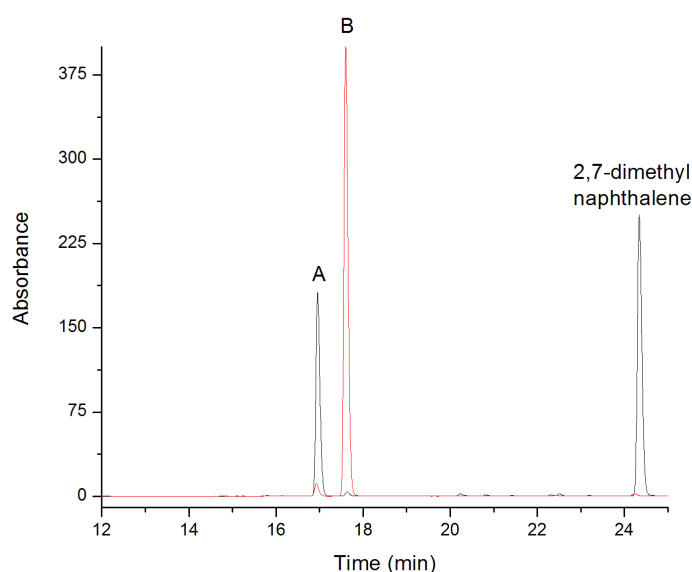 B
2,7-dimethyl
naphthalene
A
Absorbance
375
300
225
150
75
0
12
14
16
18
20
22
24
Time (min)